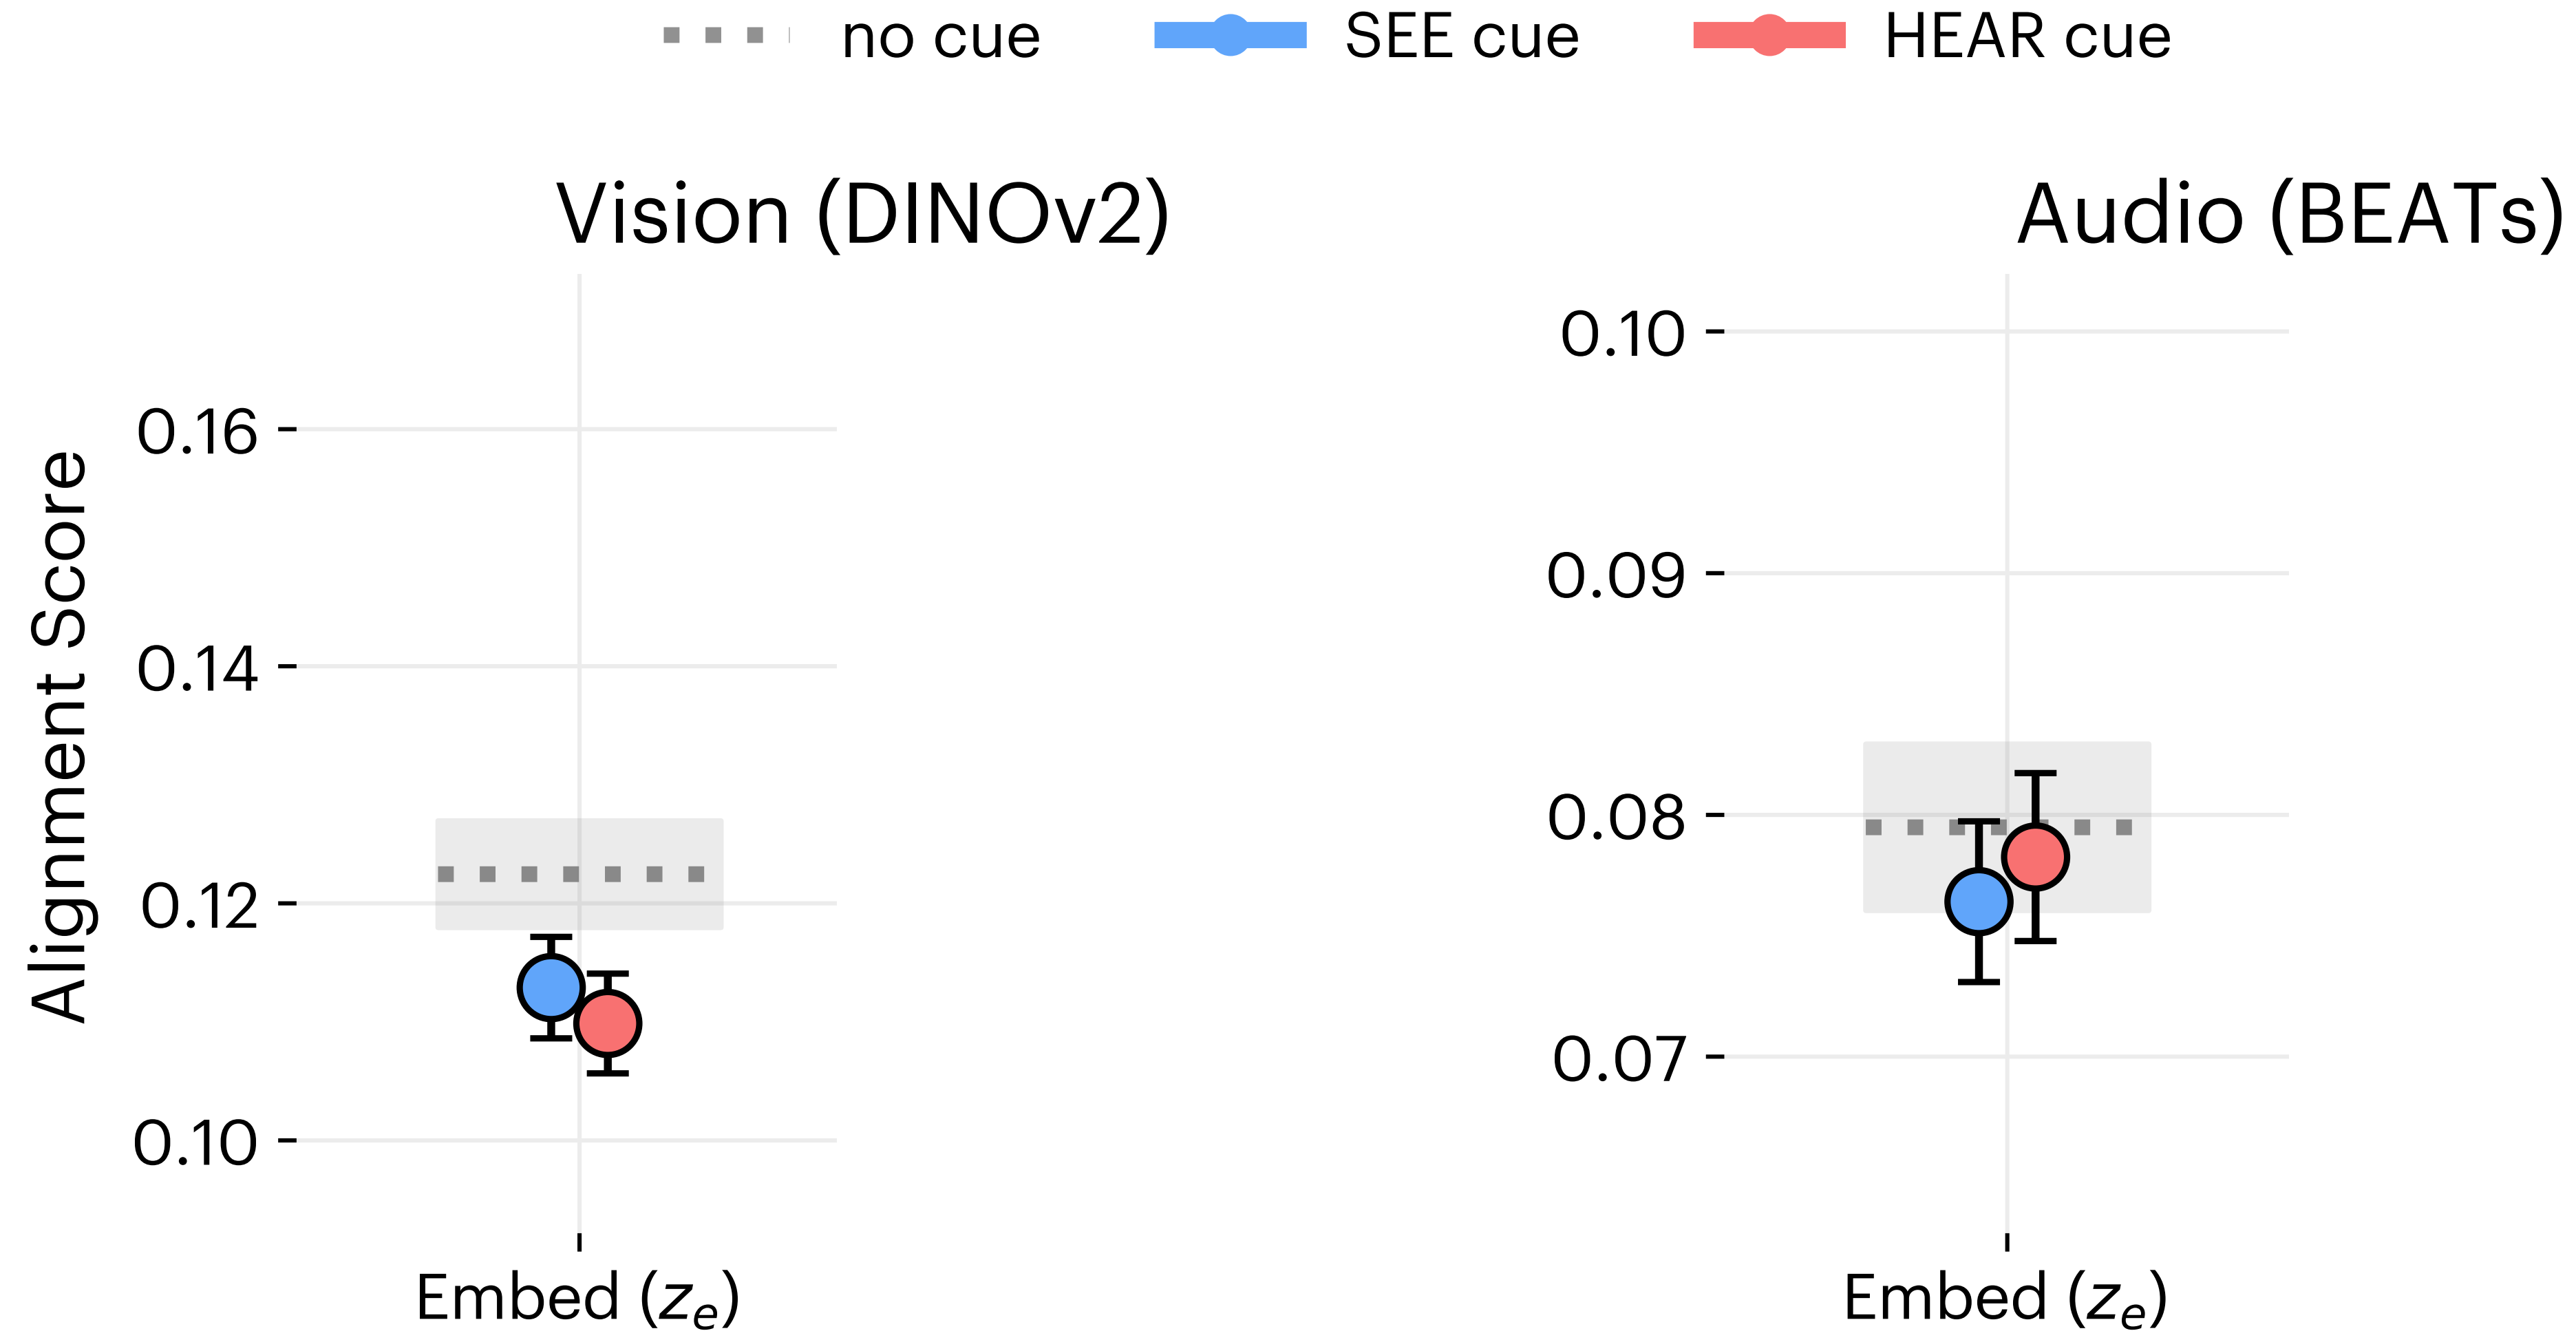 no cue SEE cue HEAR cue
Vision (DINOv2)
Audio (BEATs)
Alignment Score
0.16
0.14
0.12
0.10
Embed (zₑ)
0.10
0.09
0.08
0.07
Embed (zₑ)